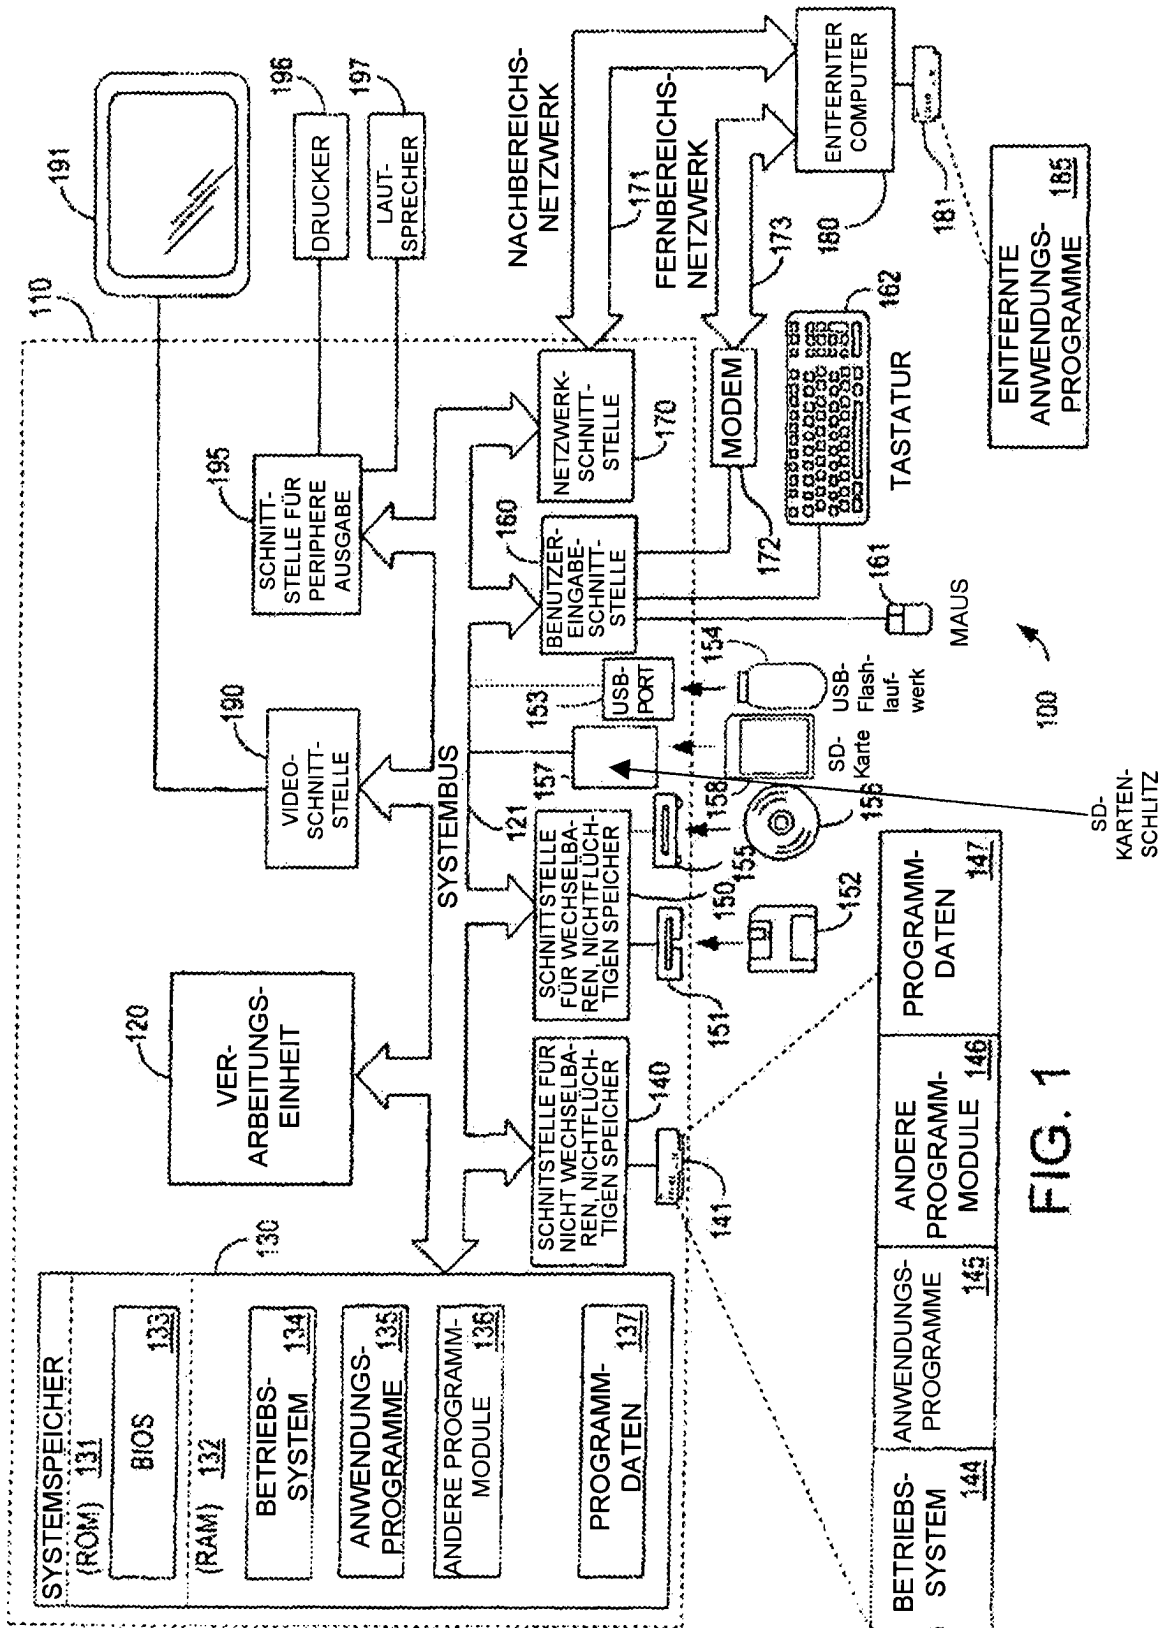 110
SYSTEMSPEICHER
(ROM) 131
BIOS
133
(RAM) 132
BETRIEBS-
SYSTEM 134
ANWENDUNGS-
PROGRAMME 135
ANDERE PROGRAMM-
MODULE 136
PROGRAMM-
DATEN 137
130
120
VER-
ARBEITUNGS-
EINHEIT
190
VIDEO-
SCHNITT-
STELLE
195
SCHNITT-
STELLE FÜR
PERIPHERE
AUSGABE
191
196
DRUCKER
197
LAUT-
SPRECHER
SYSTEMBUS
121
SCHNITSTELLE FÜR
NICHT WECHSELBA-
REN, NICHTFLÜCH-
TIGEN SPEICHER
140
SCHNITTSTELLE
FÜR WECHSELBA-
REN, NICHTFLÜCH-
TIGEN SPEICHER
150
157
153
USB-
PORT
160
BENUTZER-
EINGABE-
SCHNITT-
STELLE
NETZWERK-
SCHNITT-
STELLE
170
NACHBEREICHS-
NETZWERK
171
FERNBEREICHS-
NETZWERK
173
MODEM
172
ENTFERNTER
COMPUTER
180
181
ENTFERNTE
ANWENDUNGS-
PROGRAMME
185
141
151
152
155
156
158
SD-
Karte
154
USB-
Flash-
lauf-
werk
161
MAUS
162
TASTATUR
100
SD-
KARTEN-
SCHLITZ
BETRIEBS-
SYSTEM 144
ANWENDUNGS-
PROGRAMME 145
ANDERE
PROGRAMM-
MODULE 146
PROGRAMM-
DATEN 147
FIG. 1